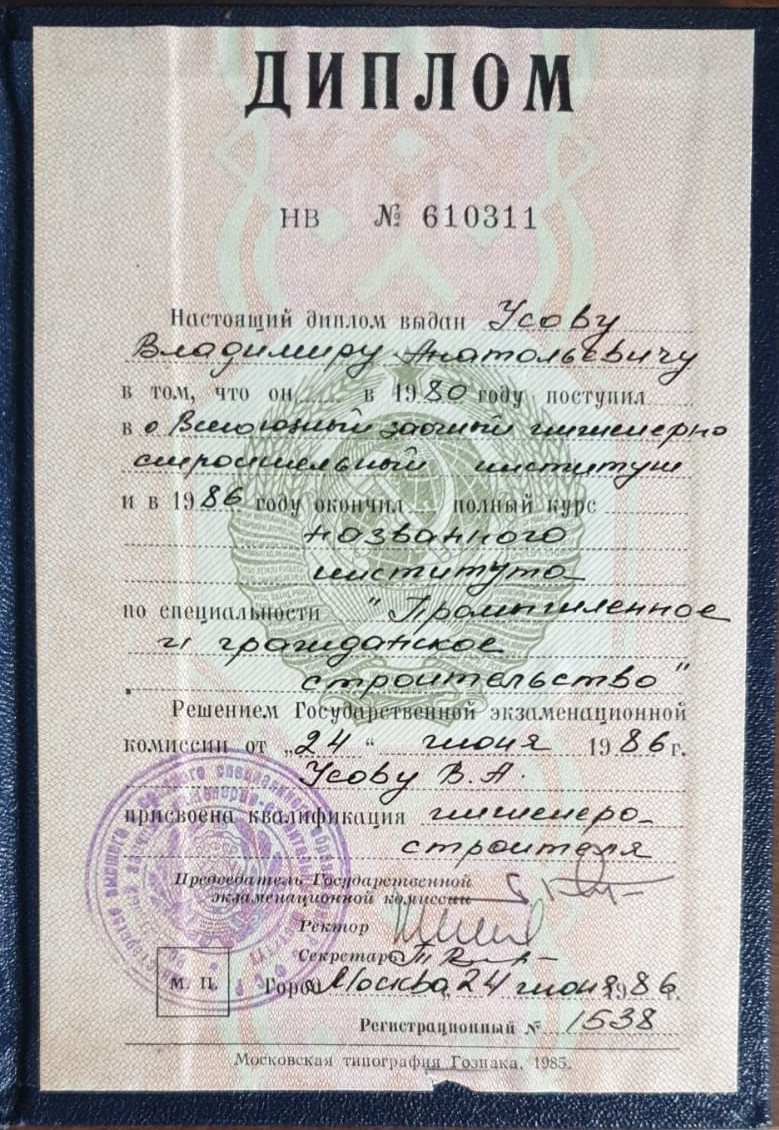 ДИПЛОМ
НВ № 610311
Настоящий диплом выдан Усову
Владимиру Анатольевичу
в том, что он в 1980 году поступил
в о Всесоюзный заочный инженерно
строительный институт
и в 1986 году окончил полный курс
названного
института
по специальности "Промышленное
и гражданское
строительство"
Решением Государственной экзаменационной
комиссии от „24“ июня 1986 г.
Усову В.А.
присвоена квалификация инженера-
строителя
Председатель Государственной
экзаменационной комиссии
Ректор
Секретарь
М. П. Город Москва, 24 июня 1986 г.
Регистрационный № 1538
Московская типография Гознака. 1985.